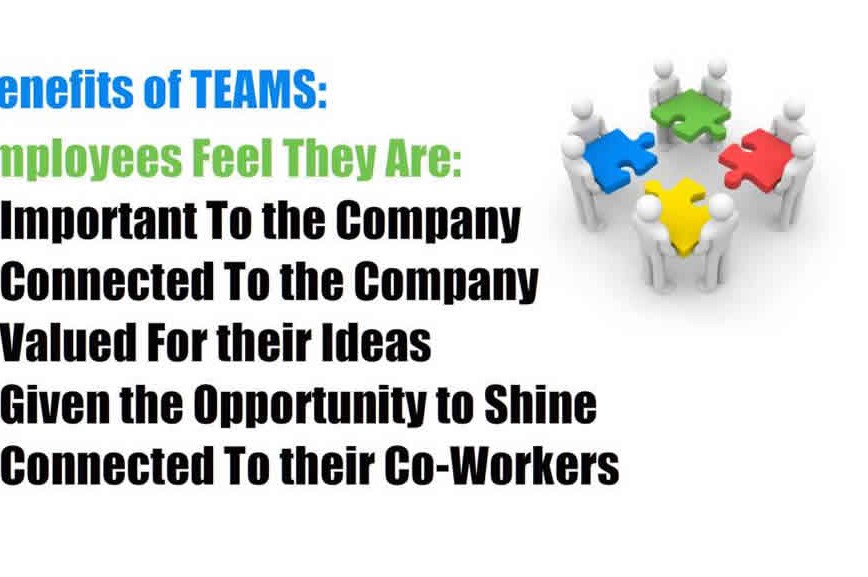 enefits of TEAMS:
mployees Feel They Are:
Important To the Company
Connected To the Company
Valued For their Ideas
Given the Opportunity to Shine
Connected To their Co-Workers